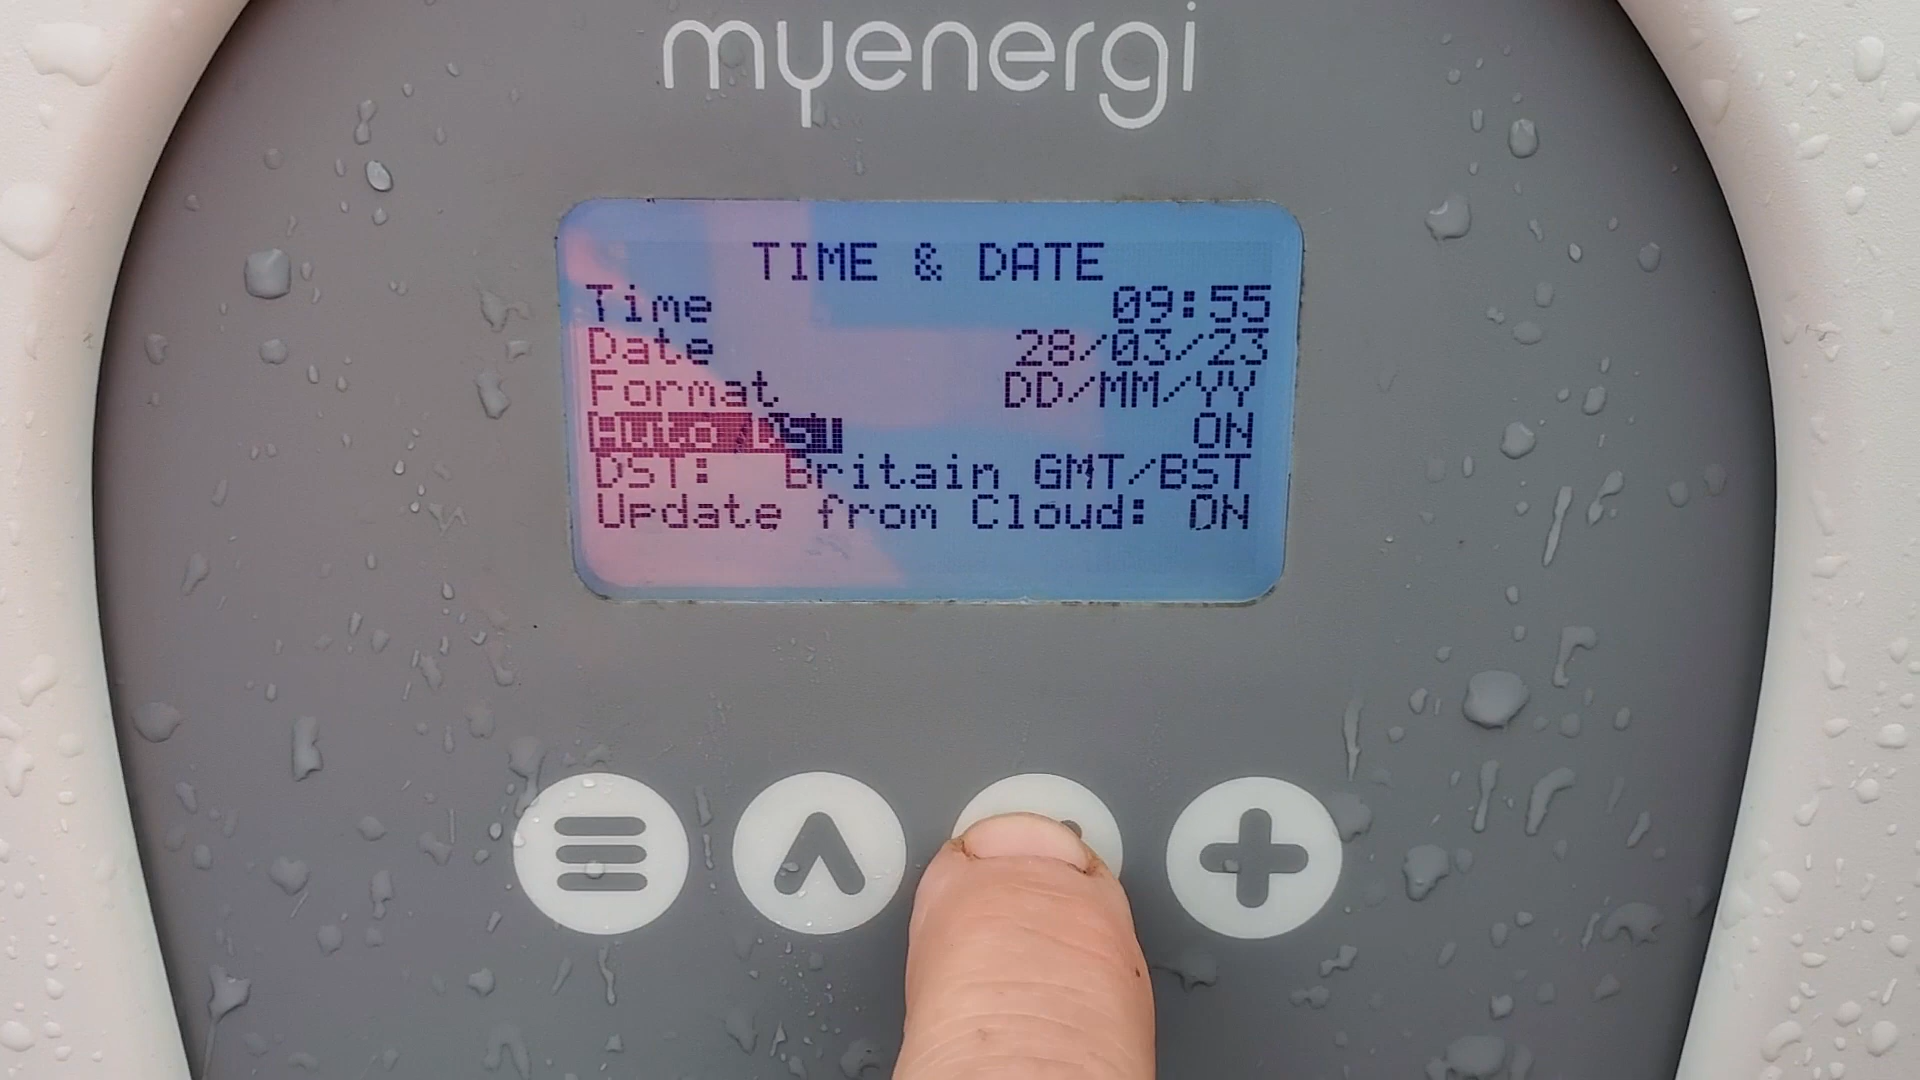 myenergi
TIME & DATE
Time 09:55
Date 28/03/23
Format DD/MM/YY
Auto DST ON
DST: Britain GMT/BST
Update from Cloud: ON